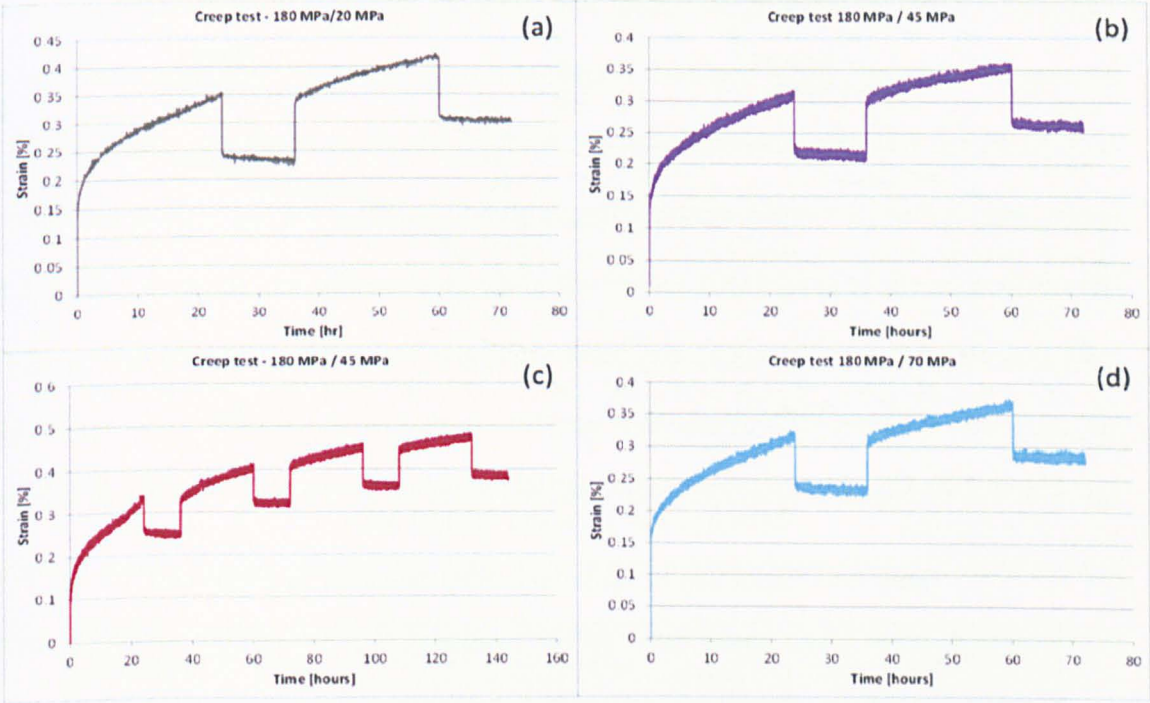 Creep test - 180 MPa/20 MPa
(a)
0.45
0.4
0.35
0.3
0.25
0.2
0.15
0.1
0.05
0
Strain [%]
0 10 20 30 40 50 60 70 80
Time [hr]
Creep test 180 MPa / 45 MPa
(b)
0.4
0.35
0.3
0.25
0.2
0.15
0.1
0.05
0
Strain [%]
0 10 20 30 40 50 60 70 80
Time [hours]
Creep test - 180 MPa / 45 MPa
(c)
0.6
0.5
0.4
0.3
0.2
0.1
0
Strain [%]
0 20 40 60 80 100 120 140 160
Time [hours]
Creep test 180 MPa / 70 MPa
(d)
0.4
0.35
0.3
0.25
0.2
0.15
0.1
0.05
0
Strain [%]
0 10 20 30 40 50 60 70 80
Time [hours]